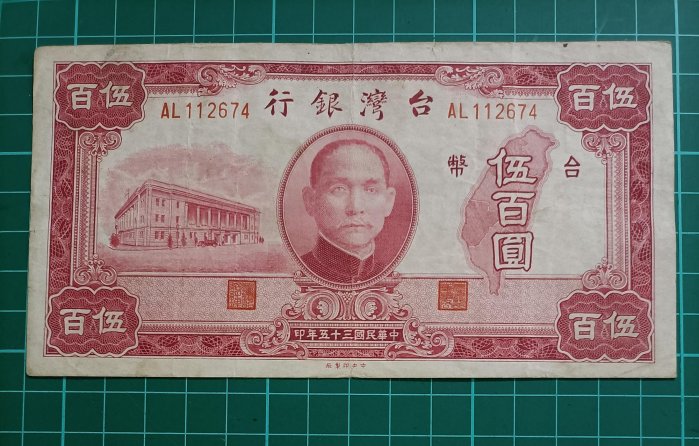 伍百
伍百
AL112674
台灣銀行
AL112674
台幣
伍百圓
伍百
伍百
中華民國三十五年印